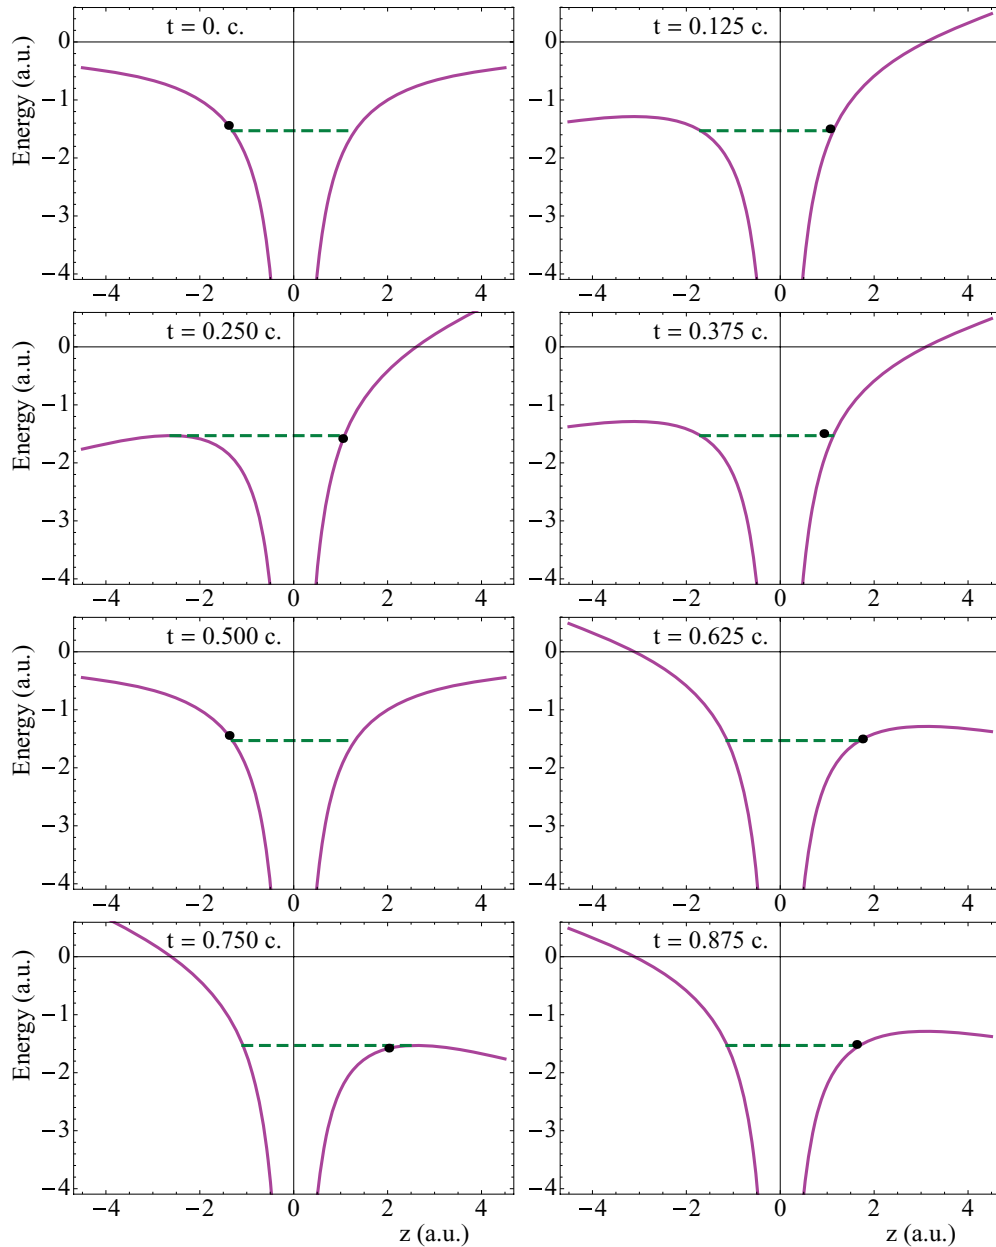 t = 0. c.
t = 0.125 c.
0
−1
−2
−3
−4
Energy (a.u.)
−4 −2 0 2 4
0
−1
−2
−3
−4
Energy (a.u.)
−4 −2 0 2 4
t = 0.250 c.
t = 0.375 c.
0
−1
−2
−3
−4
Energy (a.u.)
−4 −2 0 2 4
0
−1
−2
−3
−4
Energy (a.u.)
−4 −2 0 2 4
t = 0.500 c.
t = 0.625 c.
0
−1
−2
−3
−4
Energy (a.u.)
−4 −2 0 2 4
0
−1
−2
−3
−4
Energy (a.u.)
−4 −2 0 2 4
t = 0.750 c.
t = 0.875 c.
0
−1
−2
−3
−4
Energy (a.u.)
−4 −2 0 2 4
z (a.u.)
0
−1
−2
−3
−4
Energy (a.u.)
−4 −2 0 2 4
z (a.u.)